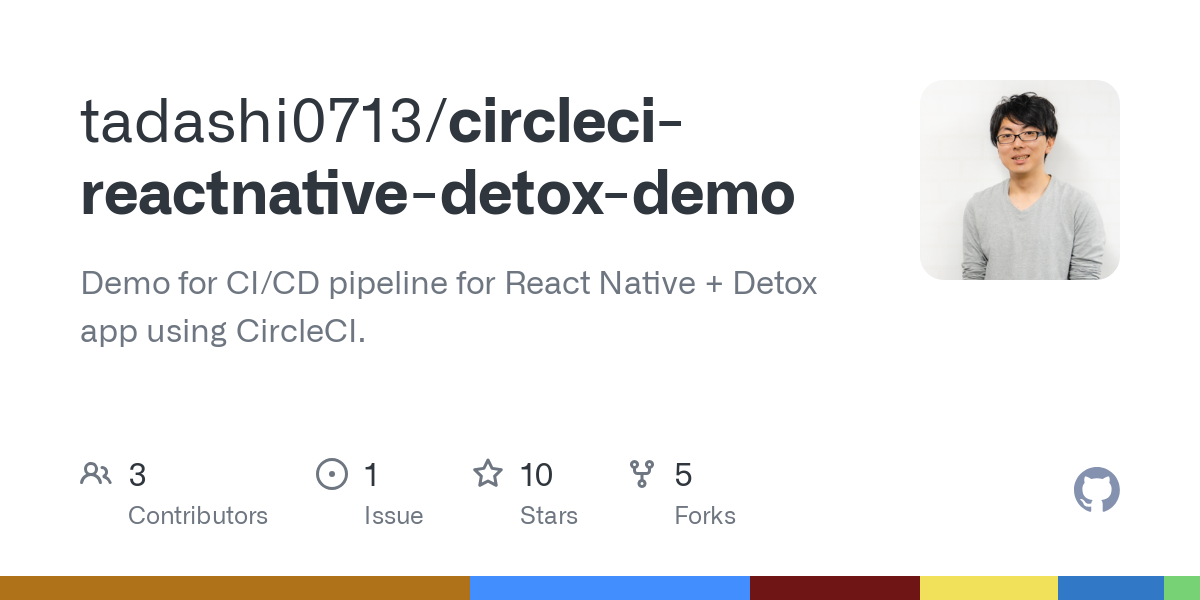 tadashi0713/circleci-
reactnative-detox-demo
Demo for CI/CD pipeline for React Native + Detox
app using CircleCI.
3 1 10 5
Contributors Issue Stars Forks